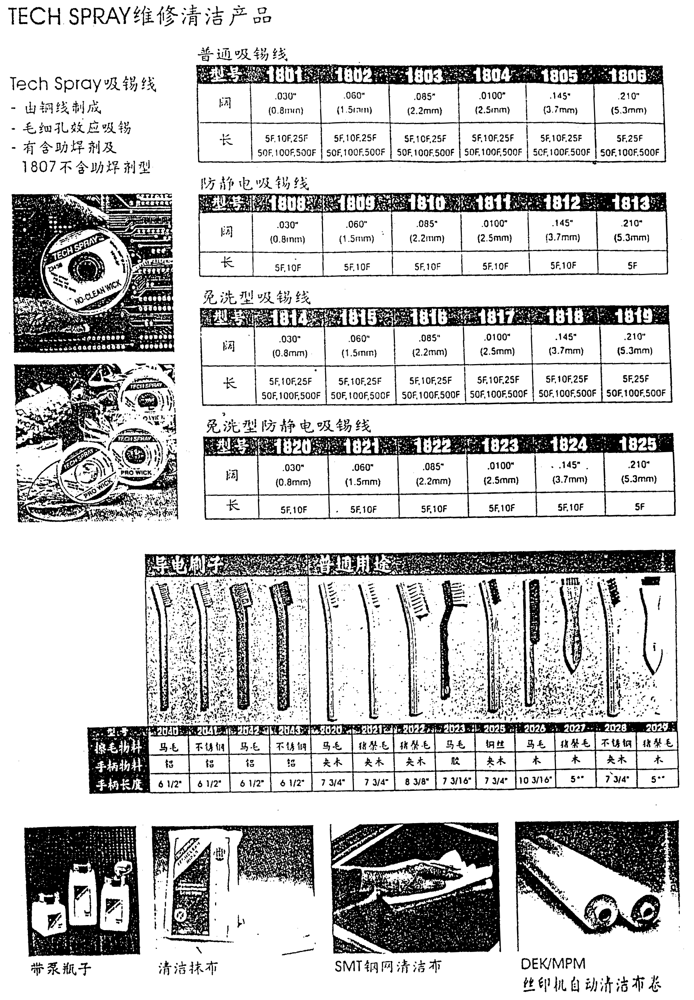 TECH SPRAY维修清洁产品
Tech Spray吸锡线
- 由铜线制成
- 毛细孔效应吸锡
- 有含助焊剂及
1807不含助焊剂型
TECH SPRAY
NO-CLEAN WICK
TECH SPRAY
TECH SPRAY
PRO WICK
TECH SPRAY
PRO WICK
普通吸锡线
型号 1801 1802 1803 1804 1805 1806
阔 .030" .060" .085" .0100" .145" .210"
(0.8mm) (1.5mm) (2.2mm) (2.5mm) (3.7mm) (5.3mm)
长 5F,10F,25F 5F,10F,25F 5F,10F,25F 5F,10F,25F 5F,10F,25F 5F,25F
50F,100F,500F 50F,100F,500F 50F,100F,500F 50F,100F,500F 50F,100F,500F 50F,100F,500F
防静电吸锡线
型号 1808 1809 1810 1811 1812 1813
阔 .030" .060" .085" .0100" .145" .210"
(0.8mm) (1.5mm) (2.2mm) (2.5mm) (3.7mm) (5.3mm)
长 5F,10F 5F,10F 5F,10F 5F,10F 5F,10F 5F
免洗型吸锡线
型号 1814 1815 1816 1817 1818 1819
阔 .030" .060" .085" .0100" .145" .210"
(0.8mm) (1.5mm) (2.2mm) (2.5mm) (3.7mm) (5.3mm)
长 5F,10F,25F 5F,10F,25F 5F,10F,25F 5F,10F,25F 5F,10F,25F 5F,25F
50F,100F,500F 50F,100F,500F 50F,100F,500F 50F,100F,500F 50F,100F,500F 50F,100F,500F
免洗型防静电吸锡线
型号 1820 1821 1822 1823 1824 1825
阔 .030" .060" .085" .0100" .145" .210"
(0.8mm) (1.5mm) (2.2mm) (2.5mm) (3.7mm) (5.3mm)
长 5F,10F 5F,10F 5F,10F 5F,10F 5F,10F 5F
导电刷子 普通用途
型号 2040 2041 2042 2043 2020 2021 2022 2023 2025 2026 2027 2028 2029
擦毛物料 马毛 不锈钢 马毛 不锈钢 马毛 猪鬃毛 猪鬃毛 马毛 铜丝 马毛 猪鬃毛 不锈钢 猪鬃毛
手柄物料 铝 铝 铝 铝 夹木 夹木 夹木 胶 夹木 木 木 夹木 木
手柄长度 6 1/2" 6 1/2" 6 1/2" 6 1/2" 7 3/4" 7 3/4" 8 3/8" 7 3/16" 7 3/4" 10 3/16" 5"" 7 3/4" 5""
带泵瓶子
清洁抹布
SMT钢网清洁布
DEK/MPM
丝印机自动清洁布卷